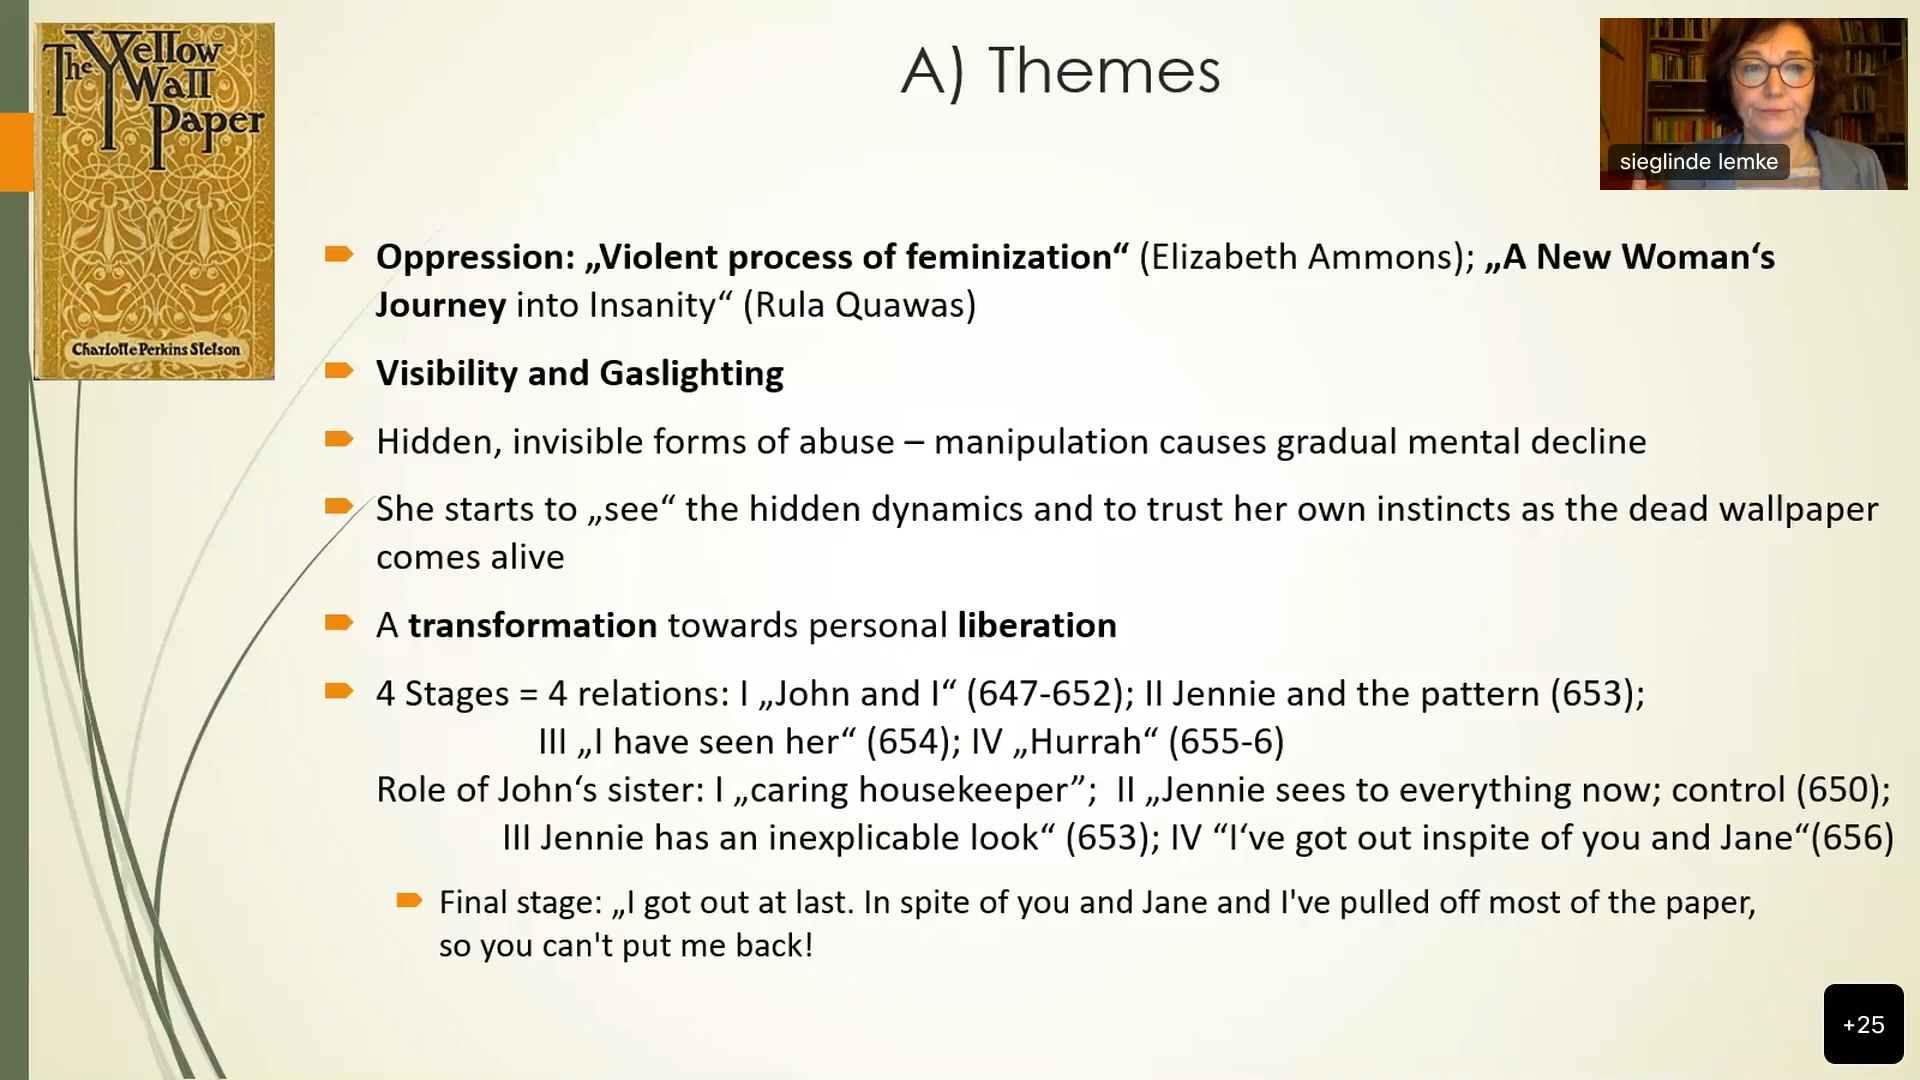 The Yellow
Wall
Paper
Charlotte Perkins Stetson
A) Themes
sieglinde lemke
Oppression: „Violent process of feminization“ (Elizabeth Ammons); „A New Woman‘s
Journey into Insanity“ (Rula Quawas)
Visibility and Gaslighting
Hidden, invisible forms of abuse – manipulation causes gradual mental decline
She starts to „see“ the hidden dynamics and to trust her own instincts as the dead wallpaper
comes alive
A transformation towards personal liberation
4 Stages = 4 relations: I „John and I“ (647-652); II Jennie and the pattern (653);
III „I have seen her“ (654); IV „Hurrah“ (655-6)
Role of John‘s sister: I „caring housekeeper”; II „Jennie sees to everything now; control (650);
III Jennie has an inexplicable look“ (653); IV “I‘ve got out inspite of you and Jane“(656)
Final stage: „I got out at last. In spite of you and Jane and I've pulled off most of the paper,
so you can't put me back!
+25